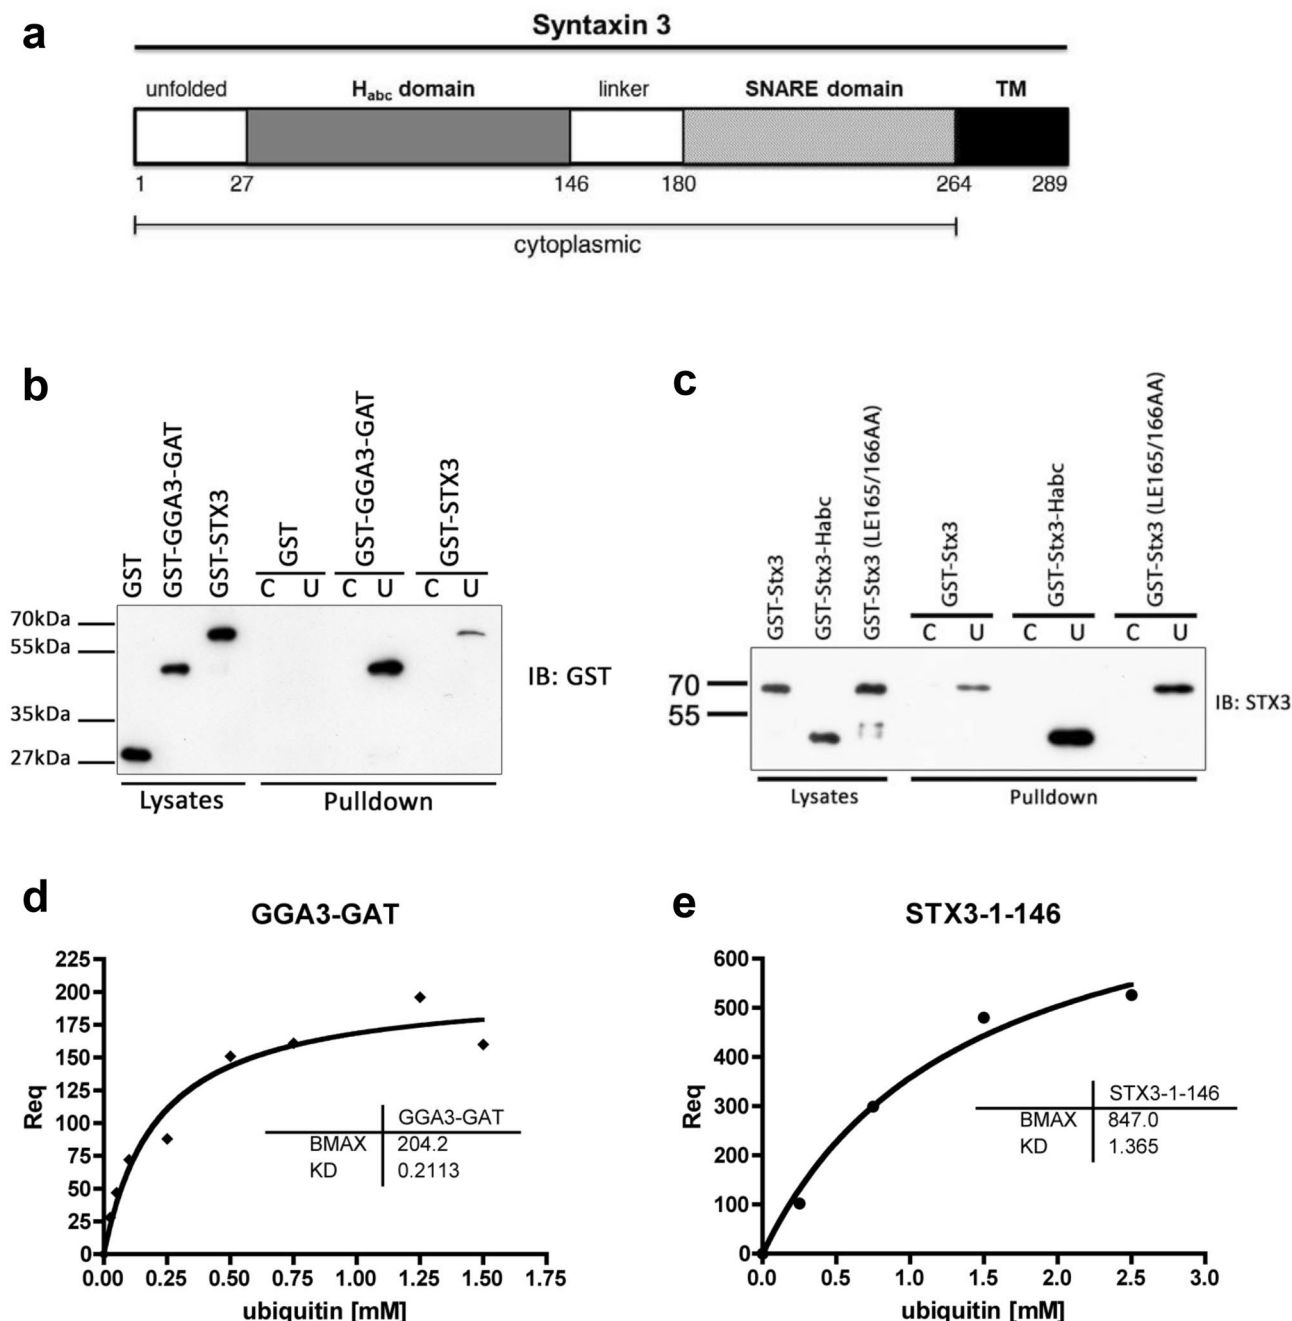 a
Syntaxin 3
unfolded Habc domain linker SNARE domain TM
1 27 146 180 264 289
cytoplasmic
b
GST
GST-GGA3-GAT
GST-STX3
GST
GST-GGA3-GAT
GST-STX3
C U C U C U
70kDa
55kDa
35kDa
27kDa
IB: GST
Lysates Pulldown
c
GST-Stx3
GST-Stx3-Habc
GST-Stx3 (LE165/166AA)
GST-Stx3
GST-Stx3-Habc
GST-Stx3 (LE165/166AA)
C U C U C U
70
55
IB: STX3
Lysates Pulldown
d
GGA3-GAT
Req
225
200
175
150
125
100
75
50
25
0
0.00 0.25 0.50 0.75 1.00 1.25 1.50 1.75
ubiquitin [mM]
GGA3-GAT
BMAX 204.2
KD 0.2113
e
STX3-1-146
Req
600
500
400
300
200
100
0
0.0 0.5 1.0 1.5 2.0 2.5 3.0
ubiquitin [mM]
STX3-1-146
BMAX 847.0
KD 1.365